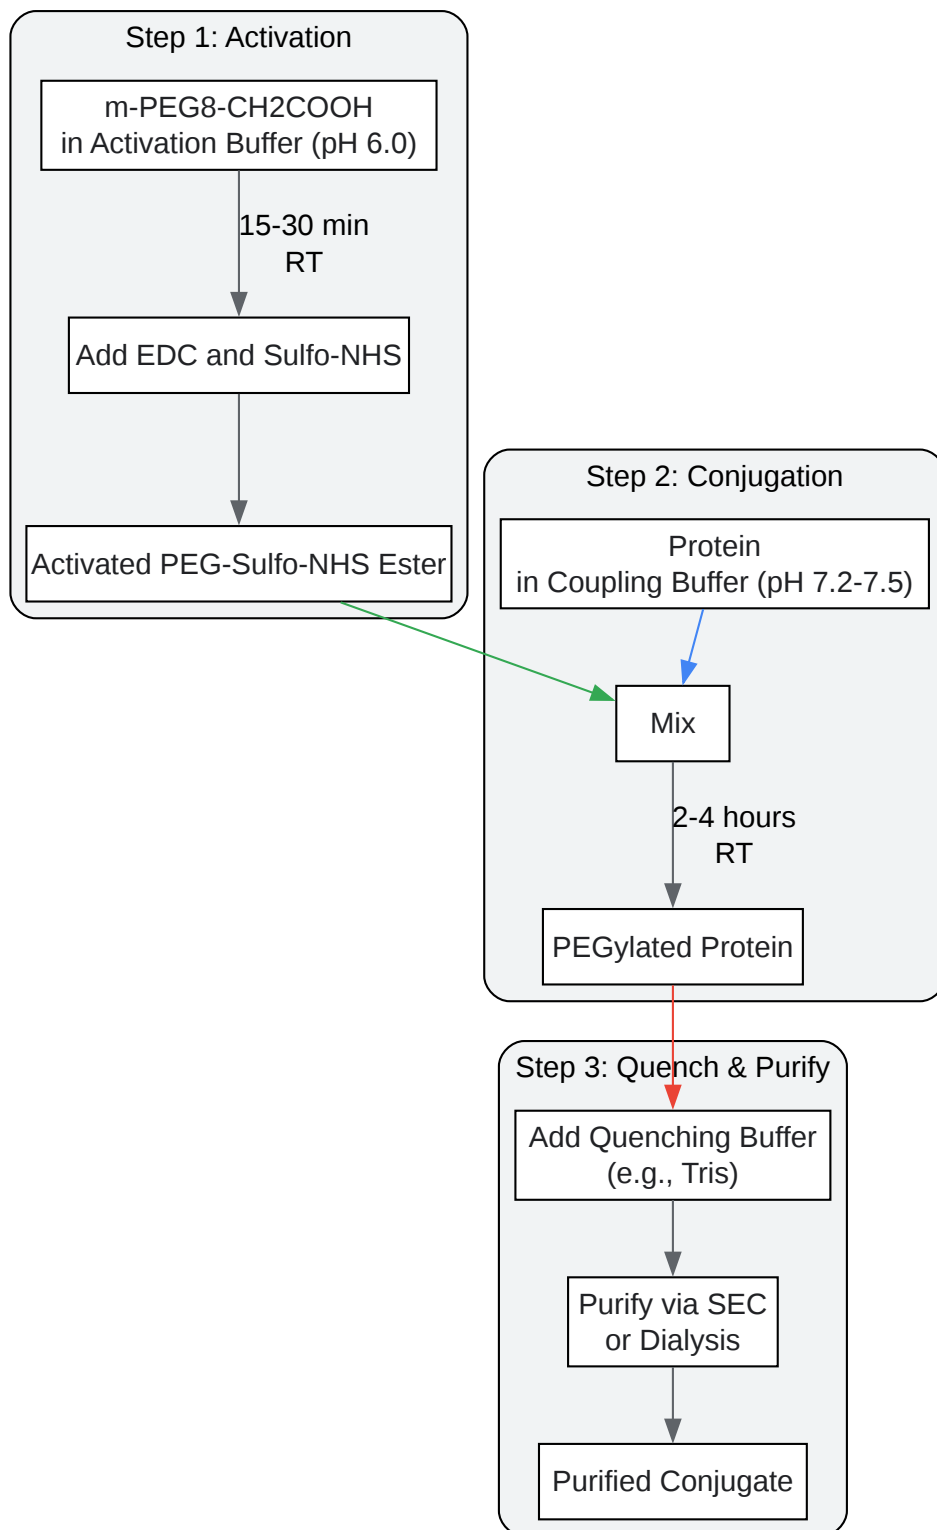 Step 1: Activation
m-PEG8-CH2COOH
in Activation Buffer (pH 6.0)
15-30 min
RT
Add EDC and Sulfo-NHS
Activated PEG-Sulfo-NHS Ester
Step 2: Conjugation
Protein
in Coupling Buffer (pH 7.2-7.5)
Mix
2-4 hours
RT
PEGylated Protein
Step 3: Quench & Purify
Add Quenching Buffer
(e.g., Tris)
Purify via SEC
or Dialysis
Purified Conjugate